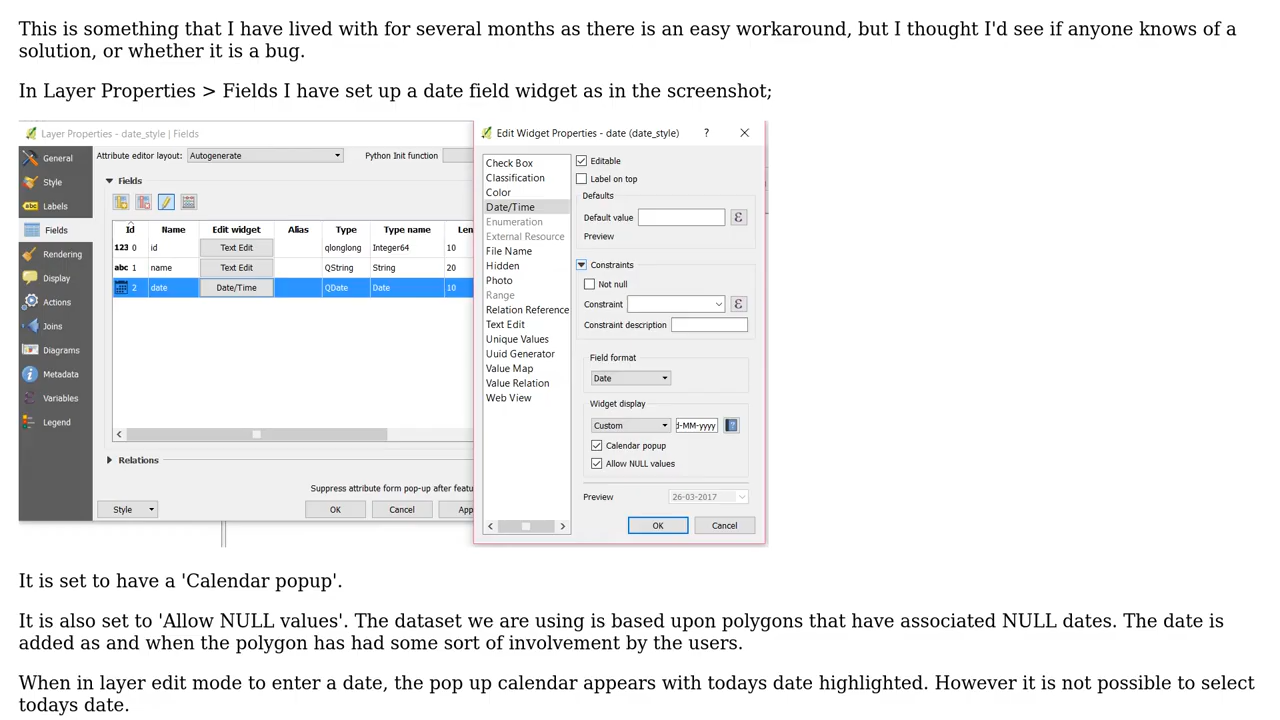 This is something that I have lived with for several months as there is an easy workaround, but I thought I'd see if anyone knows of a
solution, or whether it is a bug.
In Layer Properties > Fields I have set up a date field widget as in the screenshot;
Layer Properties - date_style | Fields
General
Style
Labels
Fields
Rendering
Display
Actions
Joins
Diagrams
Metadata
Variables
Legend
Attribute editor layout: Autogenerate Python Init function
Fields
Id Name Edit widget Alias Type Type name Len
123 0 id Text Edit qlonglong Integer64 10
abc 1 name Text Edit QString String 20
2 date Date/Time QDate Date 10
Relations
Suppress attribute form pop-up after featu
Style OK Cancel App
Edit Widget Properties - date (date_style) ?
Check Box
Classification
Color
Date/Time
Enumeration
External Resource
File Name
Hidden
Photo
Range
Relation Reference
Text Edit
Unique Values
Uuid Generator
Value Map
Value Relation
Web View
Editable
Label on top
Defaults
Default value ε
Preview
Constraints
Not null
Constraint ε
Constraint description
Field format
Date
Widget display
Custom d-MM-yyyy
Calendar popup
Allow NULL values
Preview 26-03-2017
OK Cancel
It is set to have a 'Calendar popup'.
It is also set to 'Allow NULL values'. The dataset we are using is based upon polygons that have associated NULL dates. The date is
added as and when the polygon has had some sort of involvement by the users.
When in layer edit mode to enter a date, the pop up calendar appears with todays date highlighted. However it is not possible to select
todays date.